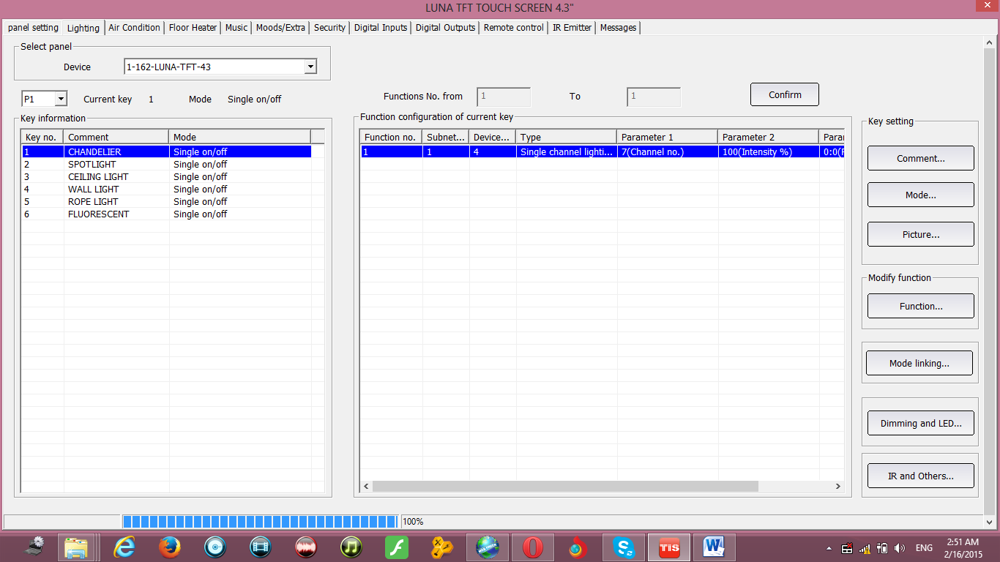 LUNA TFT TOUCH SCREEN 4.3"
panel setting Lighting Air Condition Floor Heater Music Moods/Extra Security Digital Inputs Digital Outputs Remote control IR Emitter Messages
Select panel
Device 1-162-LUNA-TFT-43
P1 Current key 1 Mode Single on/off Functions No. from 1 To 1 Confirm
Key information
Key no. Comment Mode
1 CHANDELIER Single on/off
2 SPOTLIGHT Single on/off
3 CEILING LIGHT Single on/off
4 WALL LIGHT Single on/off
5 ROPE LIGHT Single on/off
6 FLUORESCENT Single on/off
Function configuration of current key
Function no. Subnet... Device... Type Parameter 1 Parameter 2 Parar
1 1 4 Single channel lighti... 7(Channel no.) 100(Intensity %) 0:0(
Key setting
Comment...
Mode...
Picture...
Modify function
Function...
Mode linking...
Dimming and LED...
IR and Others...
100%
TIS
ENG
2:51 AM
2/16/2015